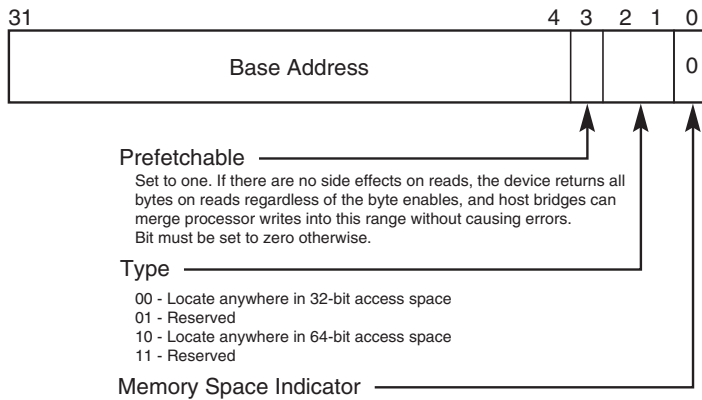 31 4 3 2 1 0
Base Address 0
Prefetchable
Set to one. If there are no side effects on reads, the device returns all
bytes on reads regardless of the byte enables, and host bridges can
merge processor writes into this range without causing errors.
Bit must be set to zero otherwise.
Type
00 - Locate anywhere in 32-bit access space
01 - Reserved
10 - Locate anywhere in 64-bit access space
11 - Reserved
Memory Space Indicator